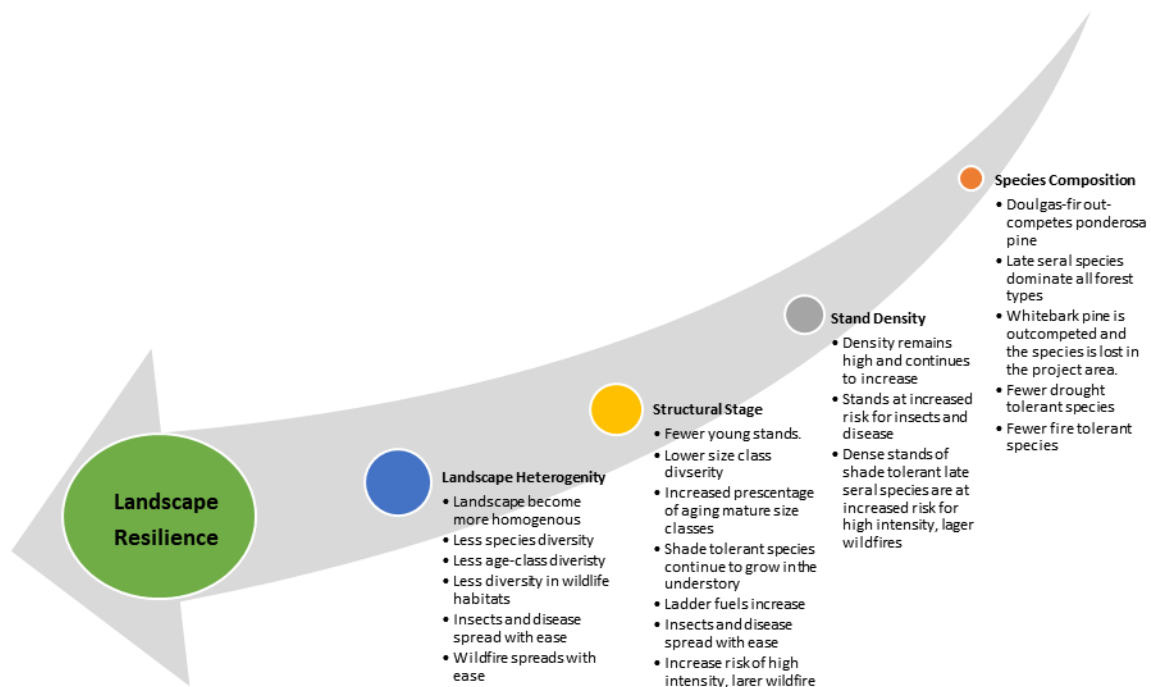 Landscape
Resilience
Landscape Heterogenity
• Landscape become
more homogenous
• Less species diversity
• Less age-class diveristy
• Less diversity in wildlife
habitats
• Insects and disease
spread with ease
• Wildfire spreads with
ease
Structural Stage
• Fewer young stands.
• Lower size class
divserity
• Increased prescentage
of aging mature size
classes
• Shade tolerant species
continue to grow in the
understory
• Ladder fuels increase
• Insects and disease
spread with ease
• Increase risk of high
intensity, larer wildfire
Stand Density
• Density remains
high and continues
to increase
• Stands at increased
risk for insects and
disease
• Dense stands of
shade tolerant late
seral species are at
increased risk for
high intensity, lager
wildfires
Species Composition
• Doulgas-fir out-
competes ponderosa
pine
• Late seral species
dominate all forest
types
• Whitebark pine is
outcompeted and
the species is lost in
the project area.
• Fewer drought
tolerant species
• Fewer fire tolerant
species